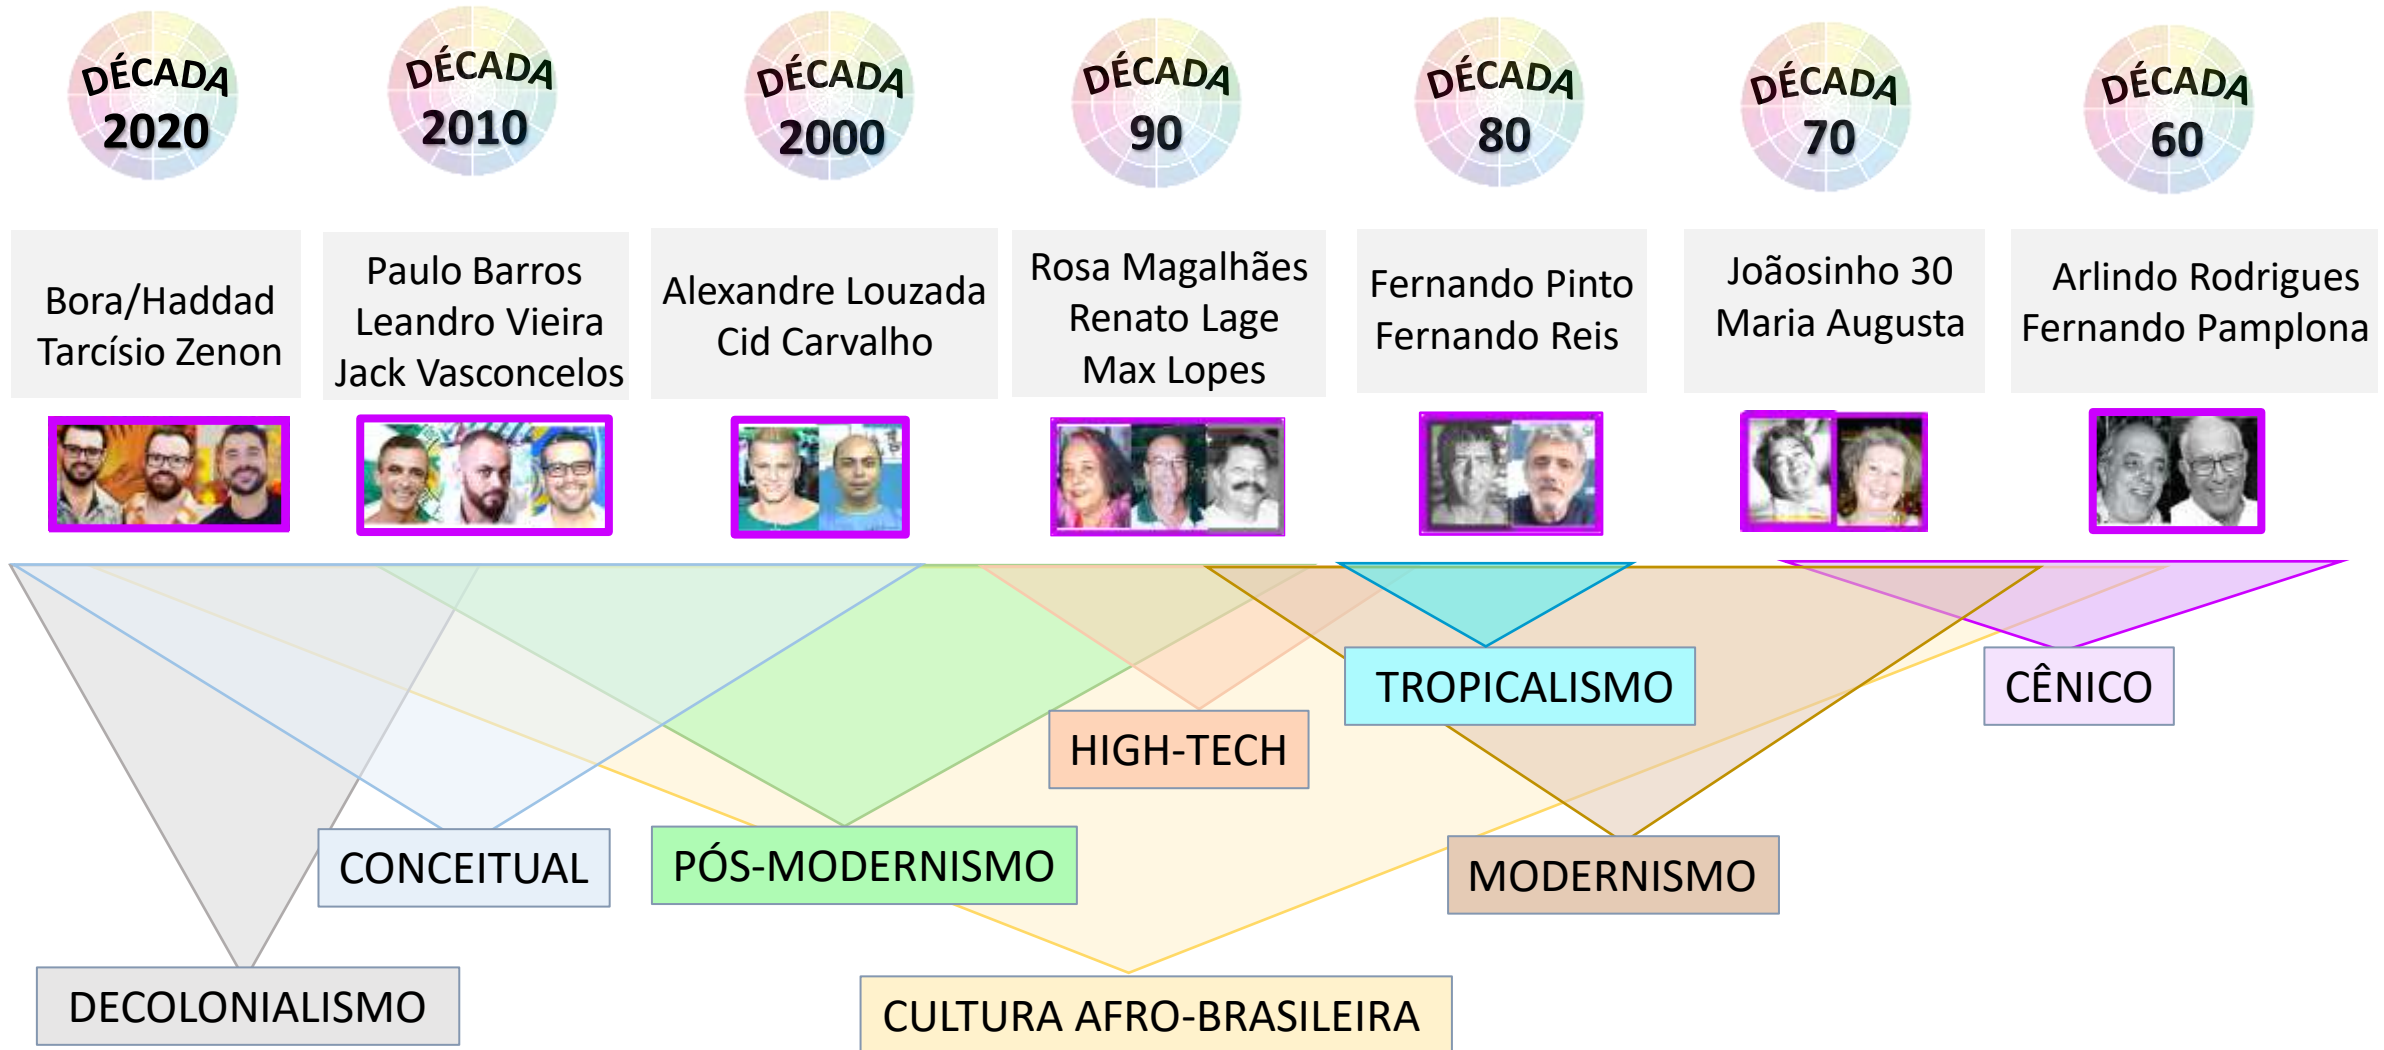 DÉCADA
2020
DÉCADA
2010
DÉCADA
2000
DÉCADA
90
DÉCADA
80
DÉCADA
70
DÉCADA
60
Bora/Haddad
Tarcísio Zenon
Paulo Barros
Leandro Vieira
Jack Vasconcelos
Alexandre Louzada
Cid Carvalho
Rosa Magalhães
Renato Lage
Max Lopes
Fernando Pinto
Fernando Reis
Joãosinho 30
Maria Augusta
Arlindo Rodrigues
Fernando Pamplona
TROPICALISMO
CÊNICO
HIGH-TECH
CONCEITUAL
PÓS-MODERNISMO
MODERNISMO
DECOLONIALISMO
CULTURA AFRO-BRASILEIRA